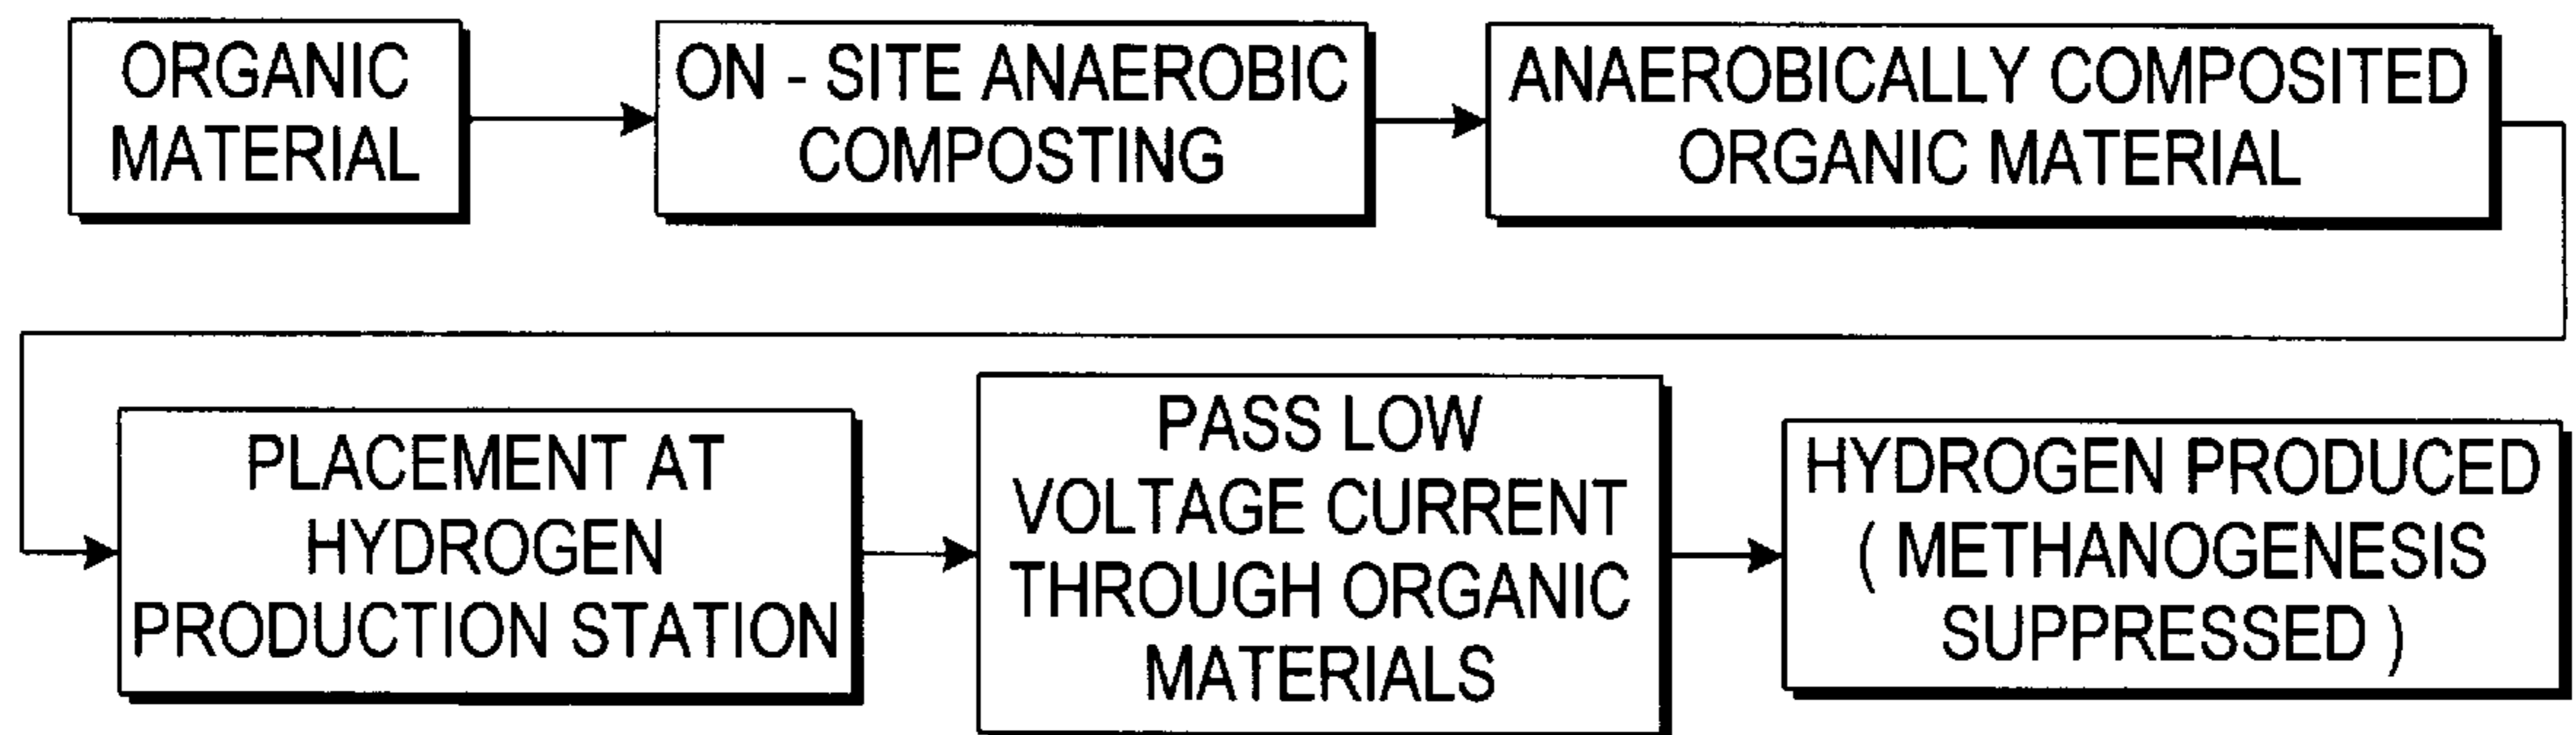 ORGANIC
MATERIAL
ON - SITE ANAEROBIC
COMPOSTING
ANAEROBICALLY COMPOSITED
ORGANIC MATERIAL
PLACEMENT AT
HYDROGEN
PRODUCTION STATION
PASS LOW
VOLTAGE CURRENT
THROUGH ORGANIC
MATERIALS
HYDROGEN PRODUCED
( METHANOGENESIS
SUPPRESSED )